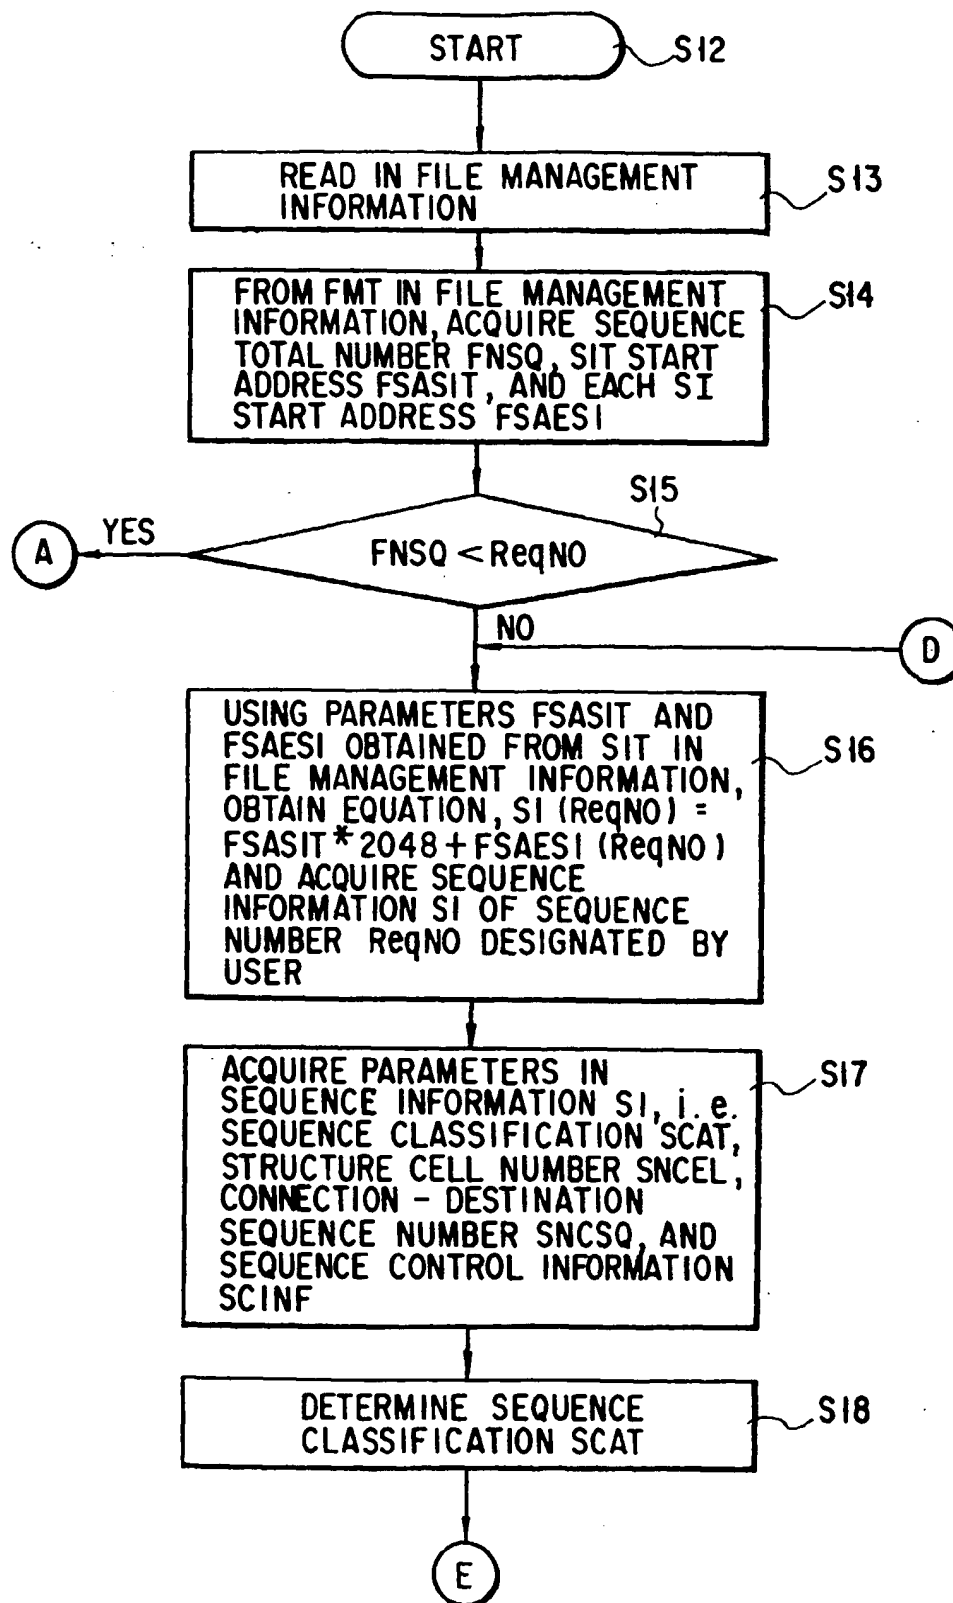 START
S12
READ IN FILE MANAGEMENT
INFORMATION
S13
FROM FMT IN FILE MANAGEMENT
INFORMATION, ACQUIRE SEQUENCE
TOTAL NUMBER FNSQ, SIT START
ADDRESS FSASIT, AND EACH SI
START ADDRESS FSAESI
S14
S15
A
YES
FNSQ < ReqNO
NO
D
USING PARAMETERS FSASIT AND
FSAESI OBTAINED FROM SIT IN
FILE MANAGEMENT INFORMATION,
OBTAIN EQUATION, SI (ReqNO) =
FSASIT * 2048 + FSAESI (ReqNO)
AND ACQUIRE SEQUENCE
INFORMATION SI OF SEQUENCE
NUMBER ReqNO DESIGNATED BY
USER
S16
ACQUIRE PARAMETERS IN
SEQUENCE INFORMATION SI, i.e.
SEQUENCE CLASSIFICATION SCAT,
STRUCTURE CELL NUMBER SNCEL,
CONNECTION - DESTINATION
SEQUENCE NUMBER SNCSQ, AND
SEQUENCE CONTROL INFORMATION
SCINF
S17
DETERMINE SEQUENCE
CLASSIFICATION SCAT
S18
E